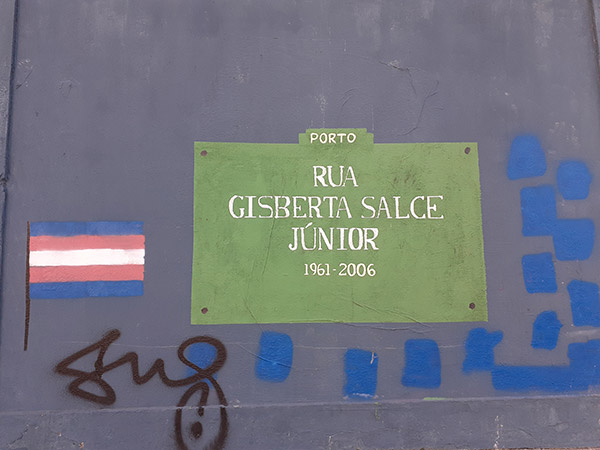 PORTO
RUA
GISBERTA SALCE
JÚNIOR
1961-2006